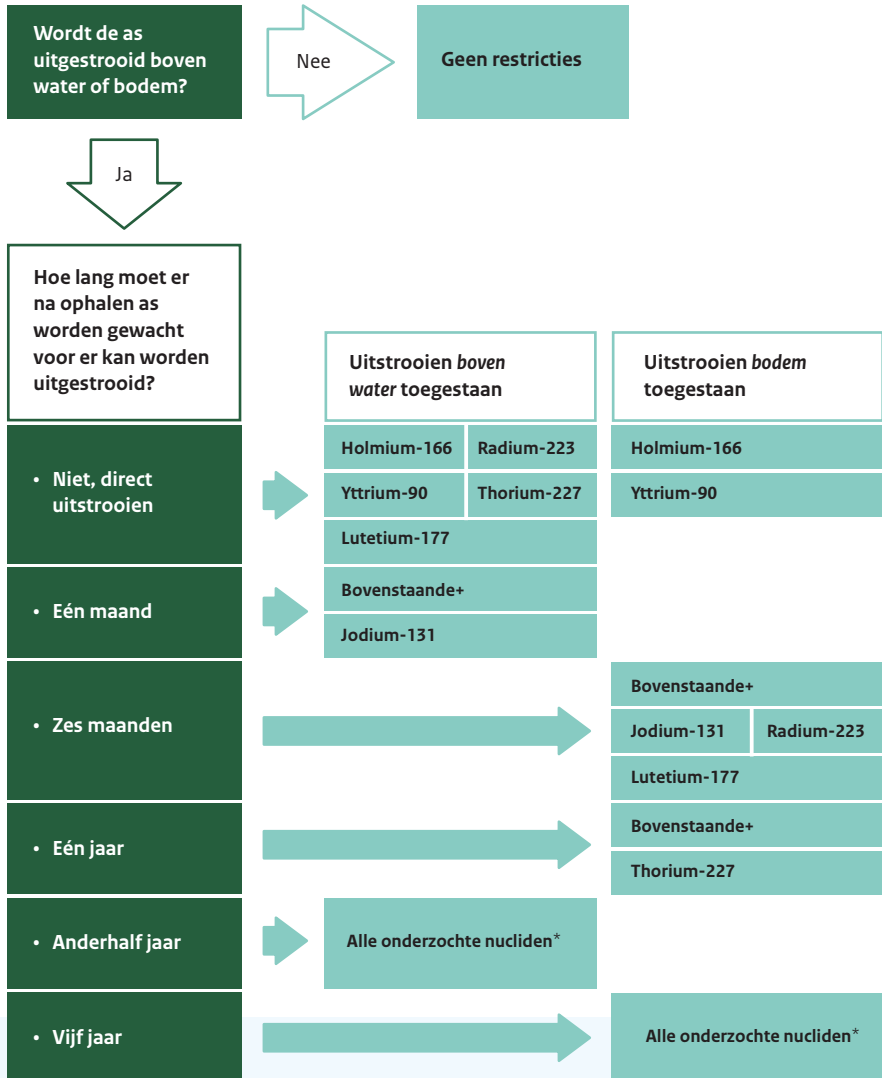 Wordt de as
uitgestrooid boven
water of bodem?
Nee
Geen restricties
Ja
Hoe lang moet er
na ophalen as
worden gewacht
voor er kan worden
uitgestrooid?
Uitstrooien boven
water toegestaan
Uitstrooien bodem
toegestaan
• Niet, direct
uitstrooien
Holmium-166
Radium-223
Yttrium-90
Thorium-227
Lutetium-177
Holmium-166
Yttrium-90
• Eén maand
Bovenstaande+
Jodium-131
• Zes maanden
Bovenstaande+
Jodium-131
Radium-223
Lutetium-177
• Eén jaar
Bovenstaande+
Thorium-227
• Anderhalf jaar
Alle onderzochte nucliden*
• Vijf jaar
Alle onderzochte nucliden*